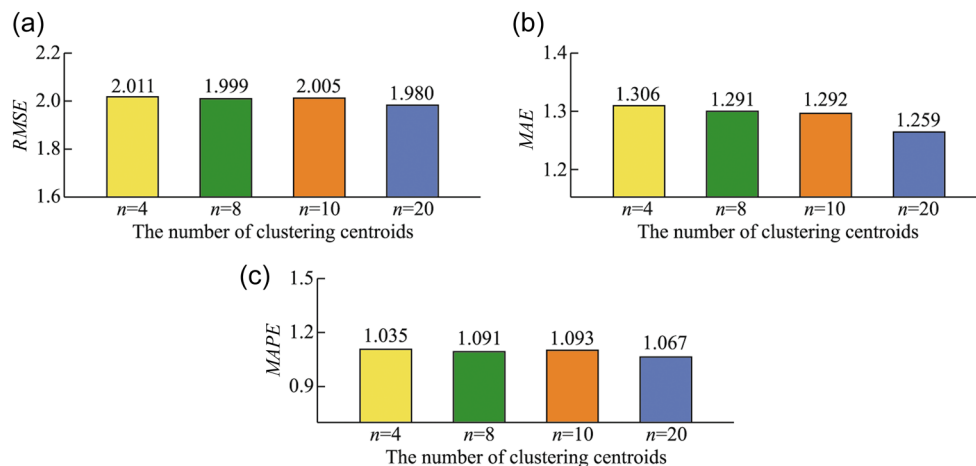 (a)
2.2
2.0
1.8
1.6
RMSE
2.011
1.999
2.005
1.980
n=4
n=8
n=10
n=20
The number of clustering centroids
(b)
1.4
1.3
1.2
MAE
1.306
1.291
1.292
1.259
n=4
n=8
n=10
n=20
The number of clustering centroids
(c)
1.5
1.2
0.9
MAPE
1.035
1.091
1.093
1.067
n=4
n=8
n=10
n=20
The number of clustering centroids